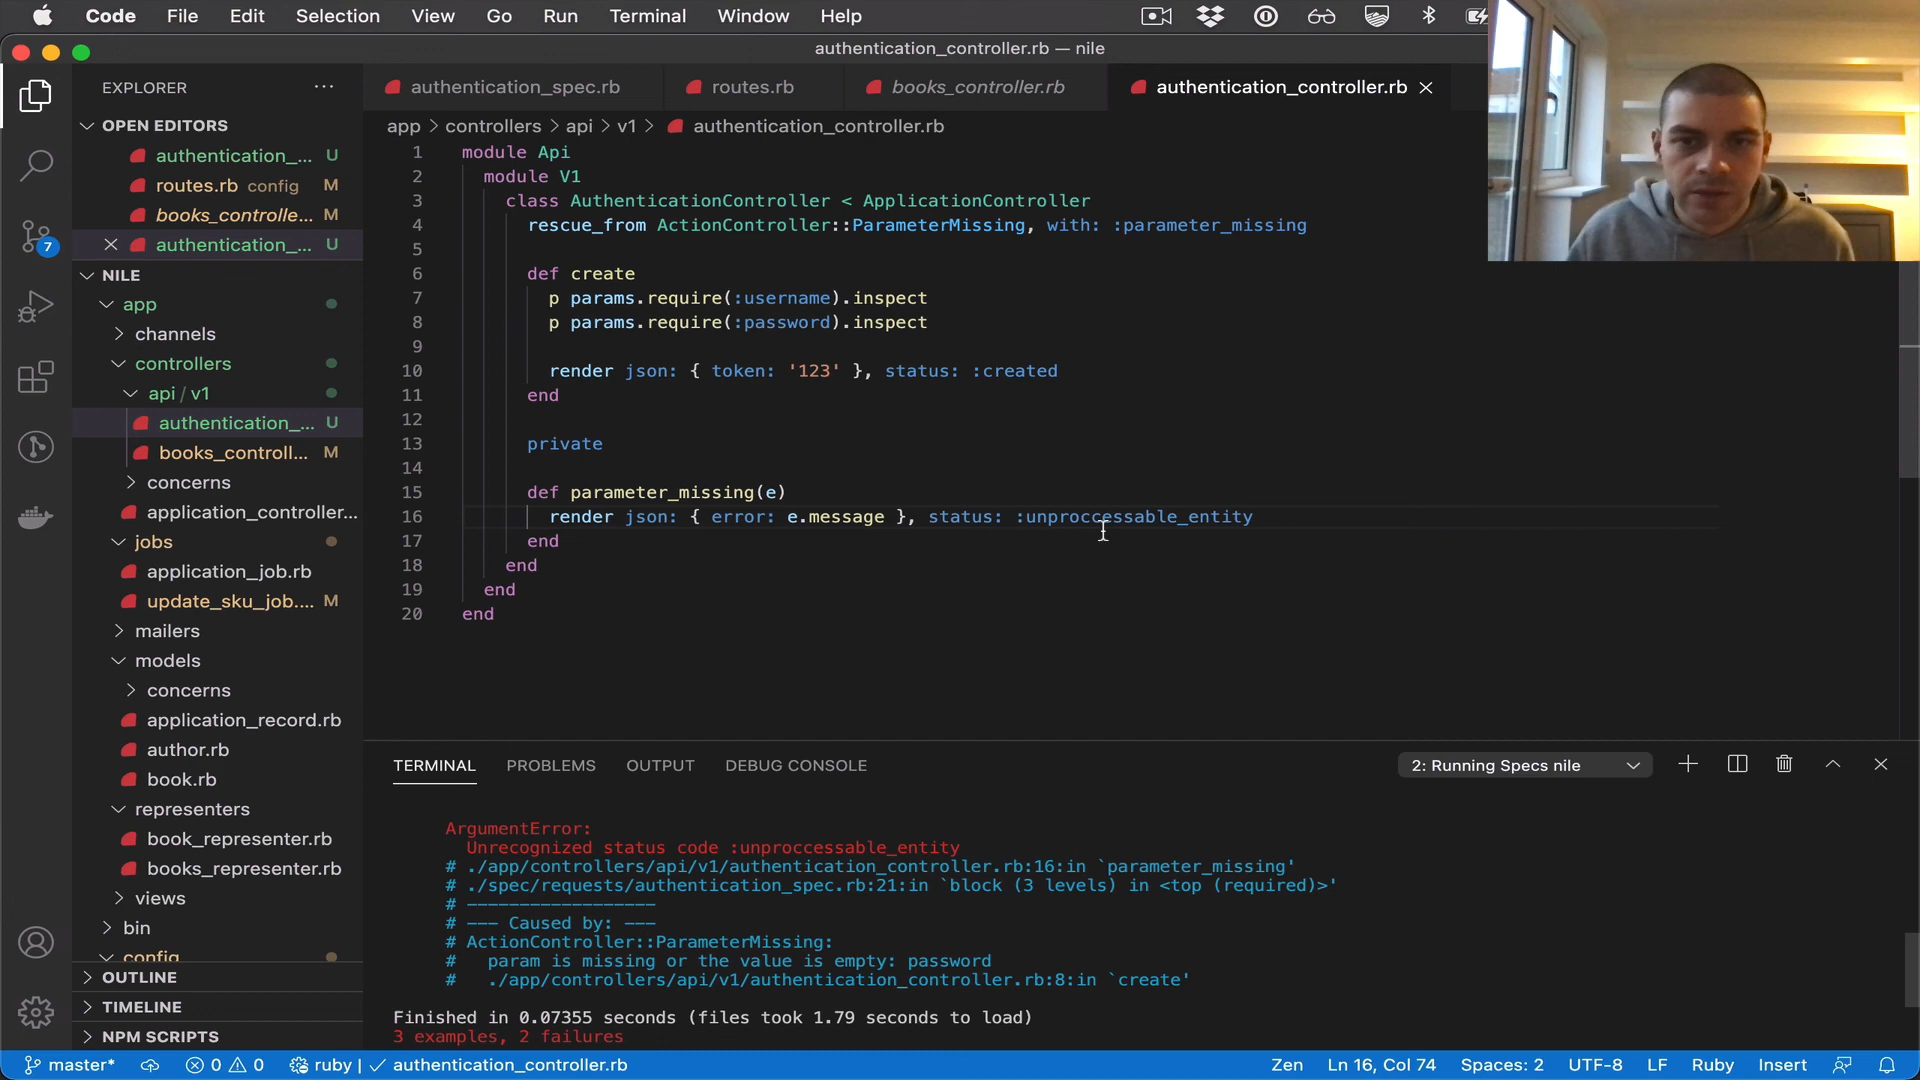 Code File Edit Selection View Go Run Terminal Window Help
authentication_controller.rb — nile
EXPLORER
authentication_spec.rb
routes.rb
books_controller.rb
authentication_controller.rb
OPEN EDITORS
authentication_... U
routes.rb config M
books_controlle... M
authentication_... U
NILE
app
channels
controllers
api / v1
authentication_... U
books_controll... M
concerns
application_controller...
jobs
application_job.rb
update_sku_job.... M
mailers
models
concerns
application_record.rb
author.rb
book.rb
representers
book_representer.rb
books_representer.rb
views
bin
config
OUTLINE
TIMELINE
NPM SCRIPTS
7
app > controllers > api > v1 > authentication_controller.rb
1 module Api
2 module V1
3 class AuthenticationController < ApplicationController
4 rescue_from ActionController::ParameterMissing, with: :parameter_missing
5
6 def create
7 p params.require(:username).inspect
8 p params.require(:password).inspect
9
10 render json: { token: '123' }, status: :created
11 end
12
13 private
14
15 def parameter_missing(e)
16 render json: { error: e.message }, status: :unproccessable_entity
17 end
18 end
19 end
20 end
TERMINAL PROBLEMS OUTPUT DEBUG CONSOLE
2: Running Specs nile
ArgumentError:
Unrecognized status code :unproccessable_entity
# ./app/controllers/api/v1/authentication_controller.rb:16:in `parameter_missing'
# ./spec/requests/authentication_spec.rb:21:in `block (3 levels) in <top (required)>'
# ------------------
# --- Caused by: ---
# ActionController::ParameterMissing:
# param is missing or the value is empty: password
# ./app/controllers/api/v1/authentication_controller.rb:8:in `create'
Finished in 0.07355 seconds (files took 1.79 seconds to load)
3 examples, 2 failures
master* 0 0 ruby | ✓ authentication_controller.rb
Zen Ln 16, Col 74 Spaces: 2 UTF-8 LF Ruby Insert